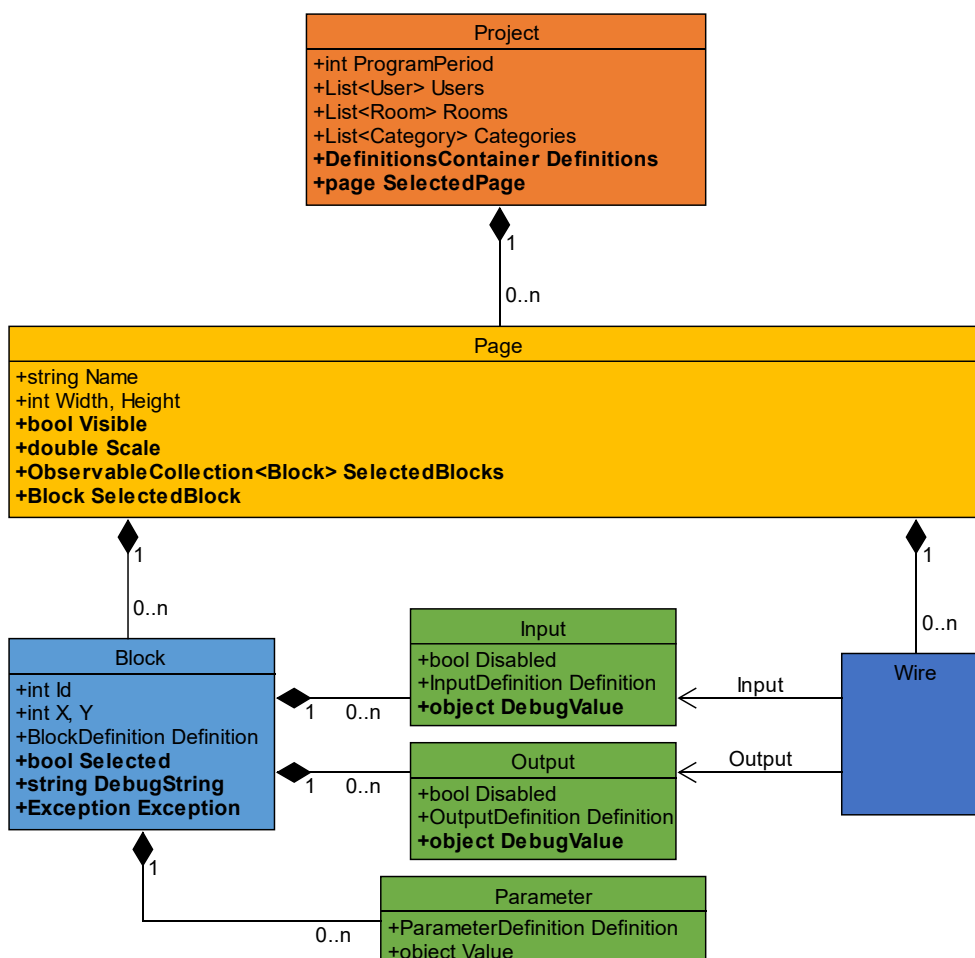 Project
+int ProgramPeriod
+List<User> Users
+List<Room> Rooms
+List<Category> Categories
+DefinitionsContainer Definitions
+page SelectedPage
1
0..n
Page
+string Name
+int Width, Height
+bool Visible
+double Scale
+ObservableCollection<Block> SelectedBlocks
+Block SelectedBlock
1
0..n
1
0..n
Block
+int Id
+int X, Y
+BlockDefinition Definition
+bool Selected
+string DebugString
+Exception Exception
1
0..n
Input
+bool Disabled
+InputDefinition Definition
+object DebugValue
Input
Wire
1
0..n
Output
+bool Disabled
+OutputDefinition Definition
+object DebugValue
Output
1
0..n
Parameter
+ParameterDefinition Definition
+object Value